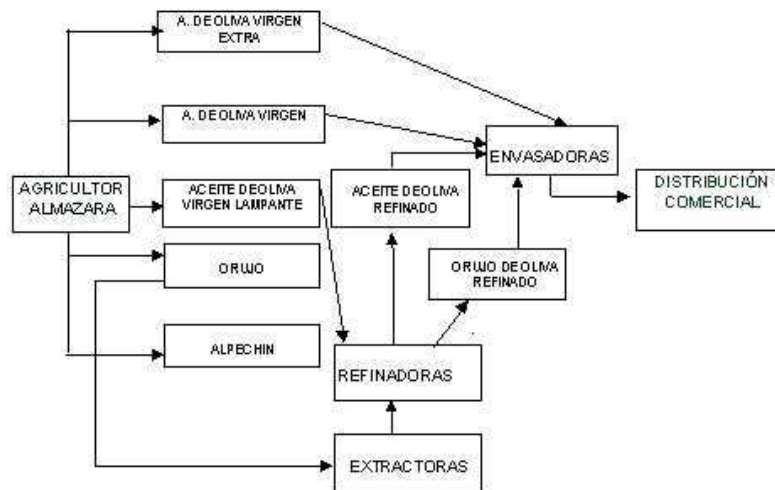 A. DE OLIVA VIRGEN
EXTRA
A. DE OLIVA VIRGEN
ENVASADORAS
AGRICULTOR
ALMAZARA
ACEITE DE OLIVA
VIRGEN LAMPANTE
ACEITE DE OLIVA
REFINADO
DISTRIBUCIÓN
COMERCIAL
ORUJO
ORUJO DE OLIVA
REFINADO
ALPECHIN
REFINADORAS
EXTRACTORAS